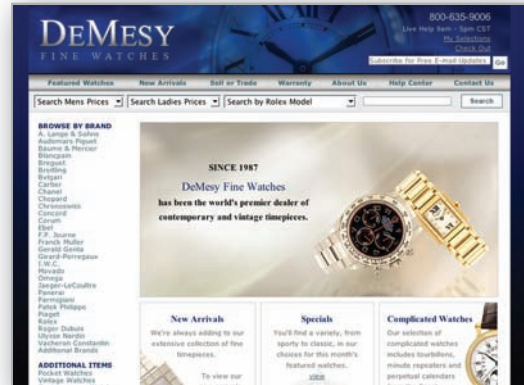 DEMESY
FINE WATCHES
800-635-9006
Live Help 9am - 5pm CST
My Selections
Check Out
Subscribe for Free E-mail Updates Go
Featured Watches New Arrivals Sell or Trade Warranty About Us Help Center Contact Us
Search Mens Prices Search Ladies Prices Search by Rolex Model Search
BROWSE BY BRAND
A. Lange & Sohne
Audemars Piguet
Baume & Mercier
Blancpain
Breguet
Breitling
Bvlgari
Cartier
Chanel
Chopard
Chronoswiss
Concord
Corum
Ebel
F.P. Journe
Franck Muller
Gerald Genta
Girard-Perregaux
I.W.C.
Movado
Omega
Jaeger-LeCoultre
Panerai
Parmigiani
Patek Philippe
Piaget
Rolex
Roger Dubuis
Ulysse Nardin
Vacheron Constantin
Additional Brands
ADDITIONAL ITEMS
Pocket Watches
Vintage Watches
SINCE 1987
DeMesy Fine Watches
has been the world's premier dealer of
contemporary and vintage timepieces.
New Arrivals
We're always adding to our
extensive collection of fine
timepieces.
To view our
Specials
You'll find a variety, from
sporty to classic, in our
choices for this month's
featured watches.
view
Complicated Watches
Our selection of
complicated watches
includes tourbillons,
minute repeaters and
perpetual calendars